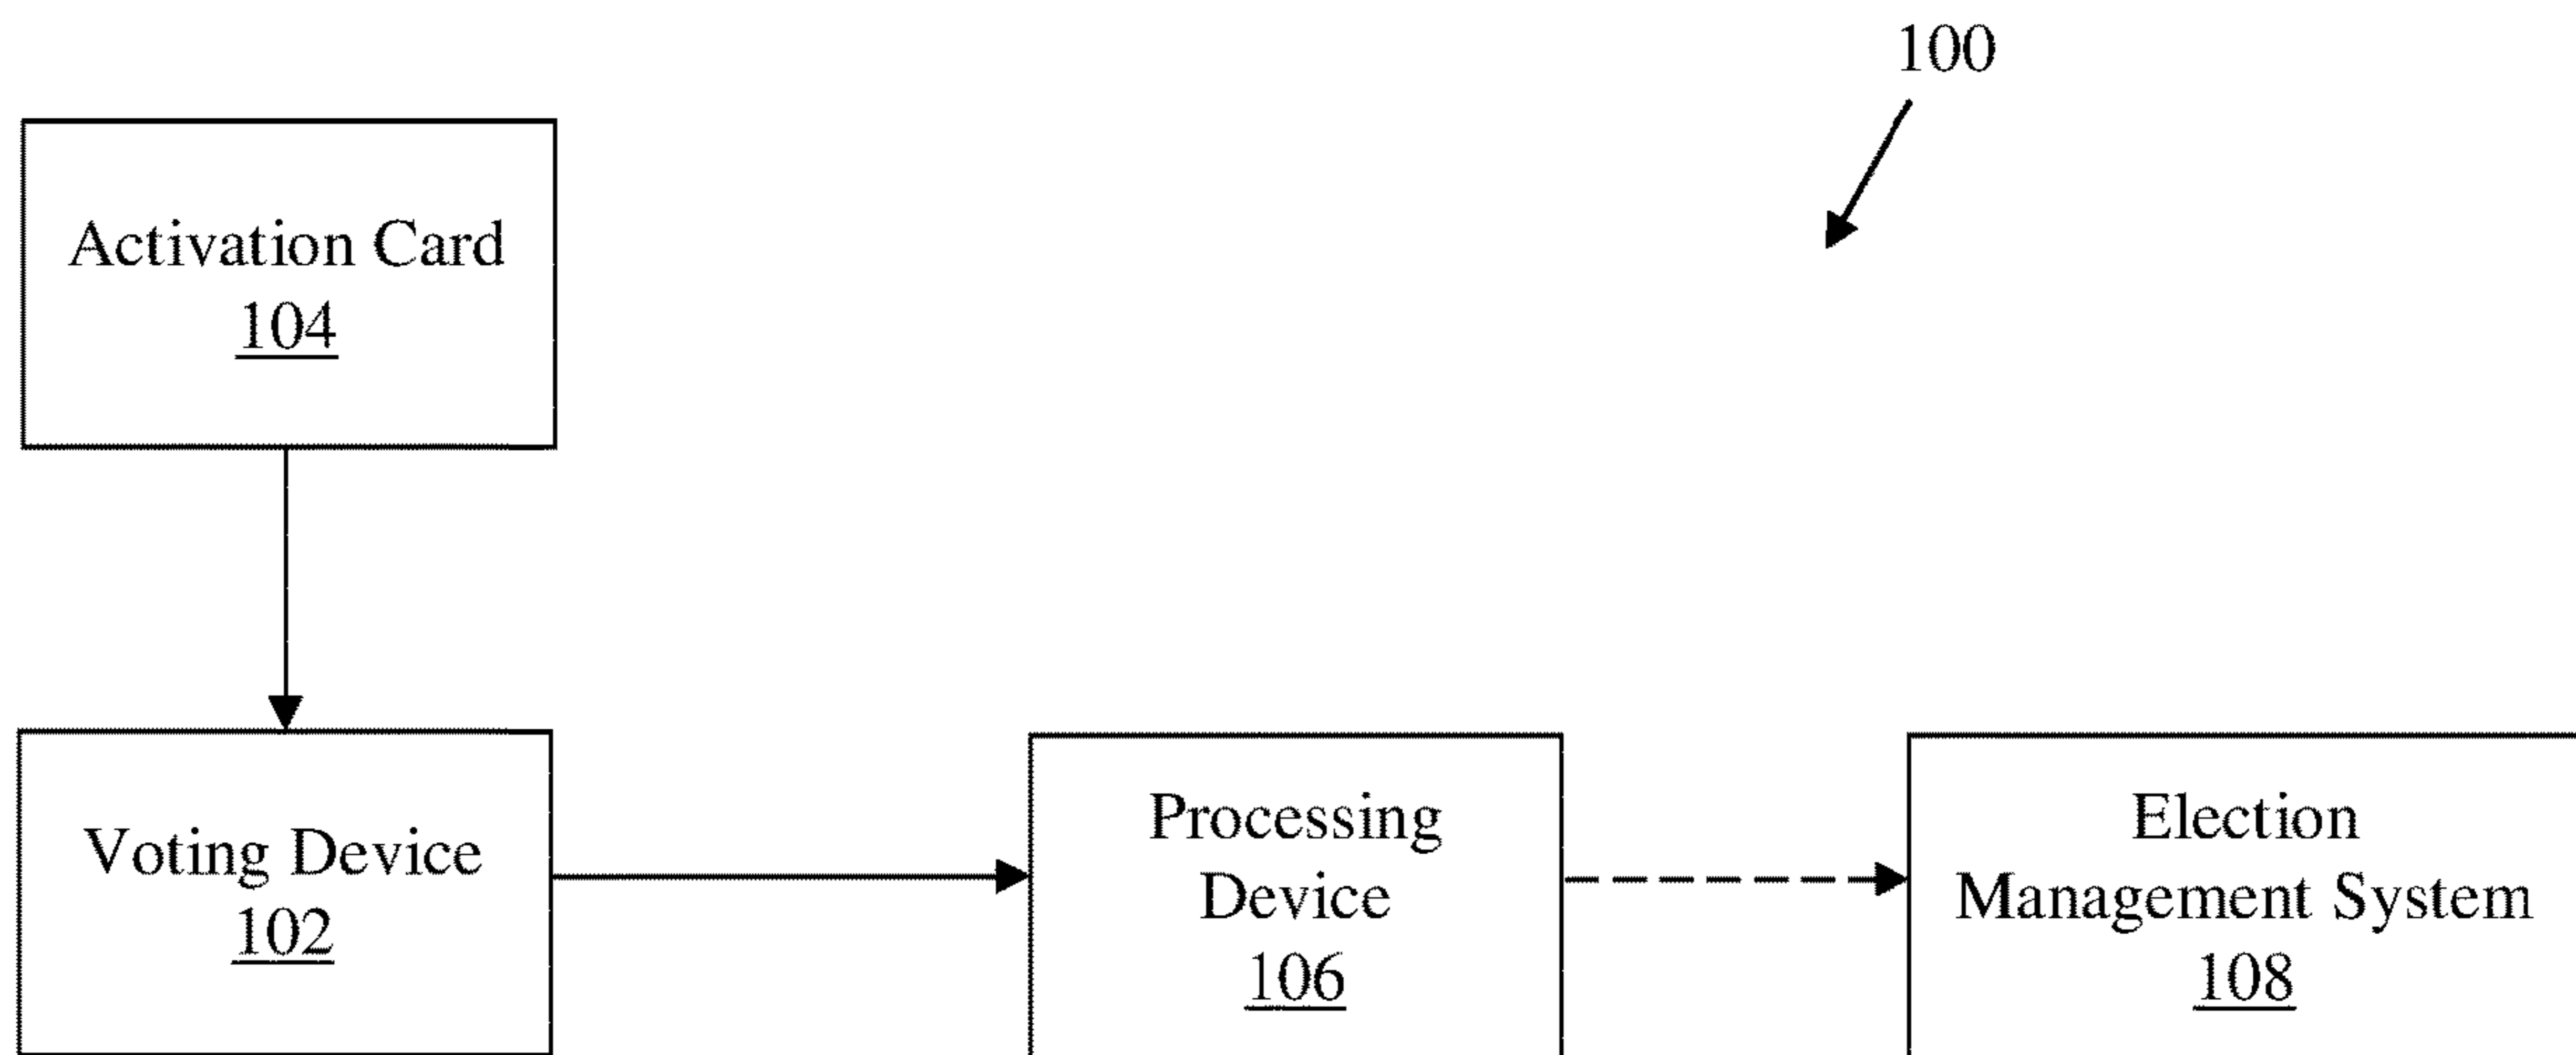 100
Activation Card
104
Voting Device
102
Processing
Device
106
Election
Management System
108